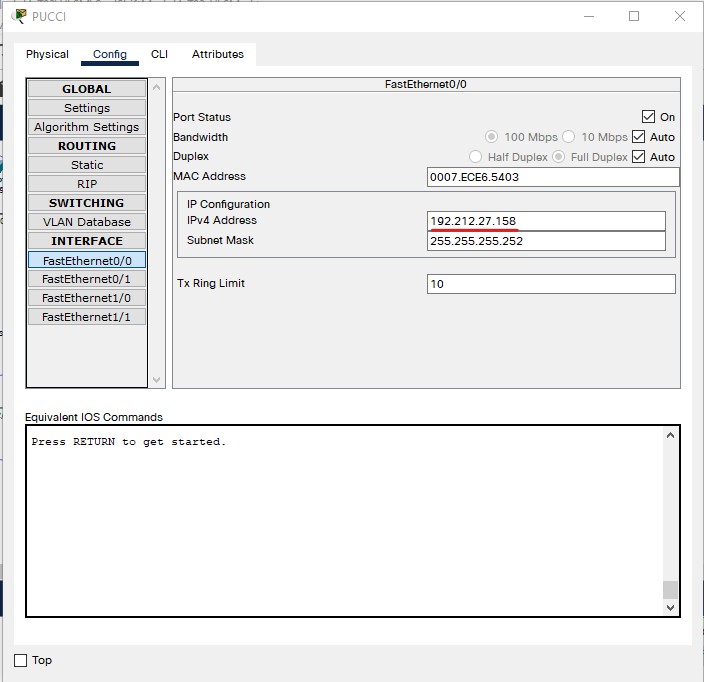 PUCCI
Physical Config CLI Attributes
GLOBAL
Settings
Algorithm Settings
ROUTING
Static
RIP
SWITCHING
VLAN Database
INTERFACE
FastEthernet0/0
FastEthernet0/1
FastEthernet1/0
FastEthernet1/1
FastEthernet0/0
Port Status On
Bandwidth 100 Mbps 10 Mbps Auto
Duplex Half Duplex Full Duplex Auto
MAC Address 0007.ECE6.5403
IP Configuration
IPv4 Address 192.212.27.158
Subnet Mask 255.255.255.252
Tx Ring Limit 10
Equivalent IOS Commands
Press RETURN to get started.
Top